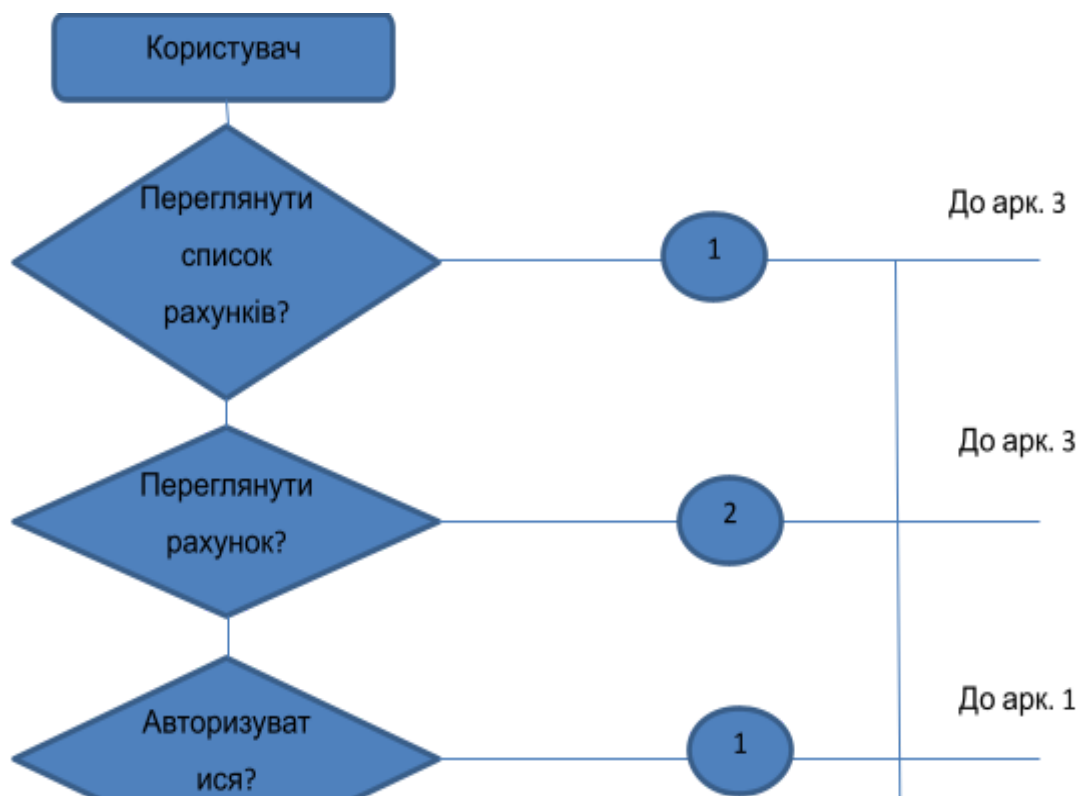 Користувач
Переглянути
список
рахунків?
1
До арк. 3
Переглянути
рахунок?
2
До арк. 3
Авторизуват
ися?
1
До арк. 1